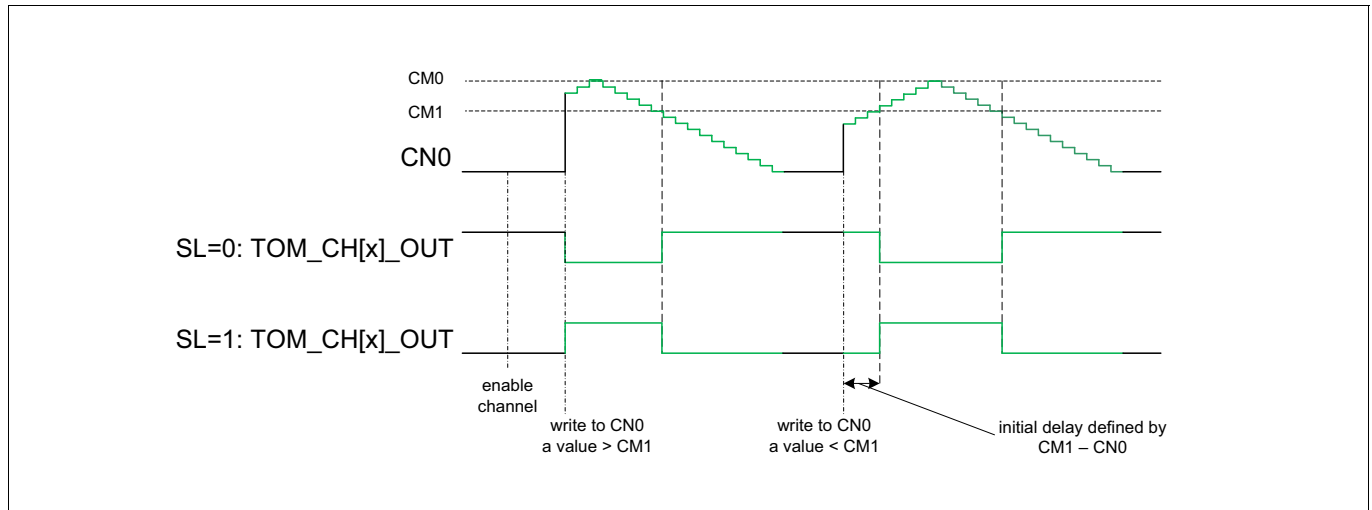 CM0
CM1
CN0
SL=0: TOM_CH[x]_OUT
SL=1: TOM_CH[x]_OUT
enable
channel
write to CN0
a value > CM1
write to CN0
a value < CM1
initial delay defined by
CM1 – CN0